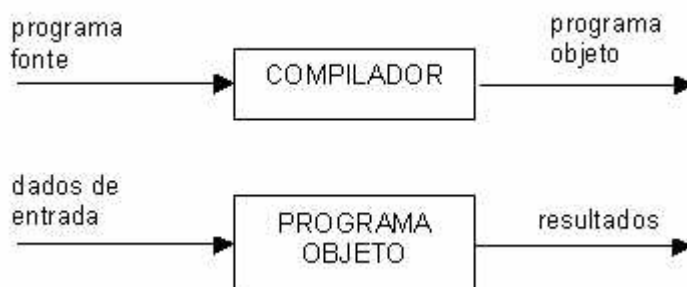 programa
fonte
COMPILADOR
programa
objeto
dados de
entrada
PROGRAMA
OBJETO
resultados